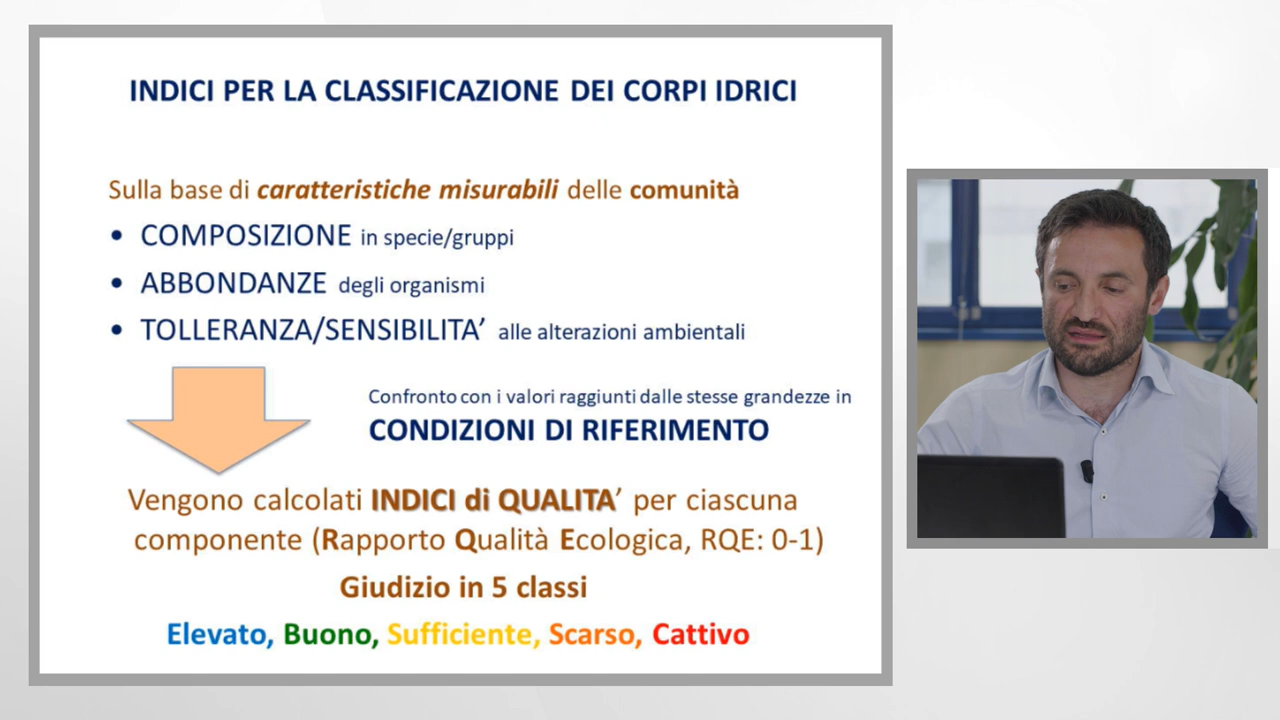 INDICI PER LA CLASSIFICAZIONE DEI CORPI IDRICI
Sulla base di caratteristiche misurabili delle comunità
• COMPOSIZIONE in specie/gruppi
• ABBONDANZE degli organismi
• TOLLERANZA/SENSIBILITA’ alle alterazioni ambientali
Confronto con i valori raggiunti dalle stesse grandezze in
CONDIZIONI DI RIFERIMENTO
Vengono calcolati INDICI di QUALITA’ per ciascuna
componente (Rapporto Qualità Ecologica, RQE: 0-1)
Giudizio in 5 classi
Elevato, Buono, Sufficiente, Scarso, Cattivo